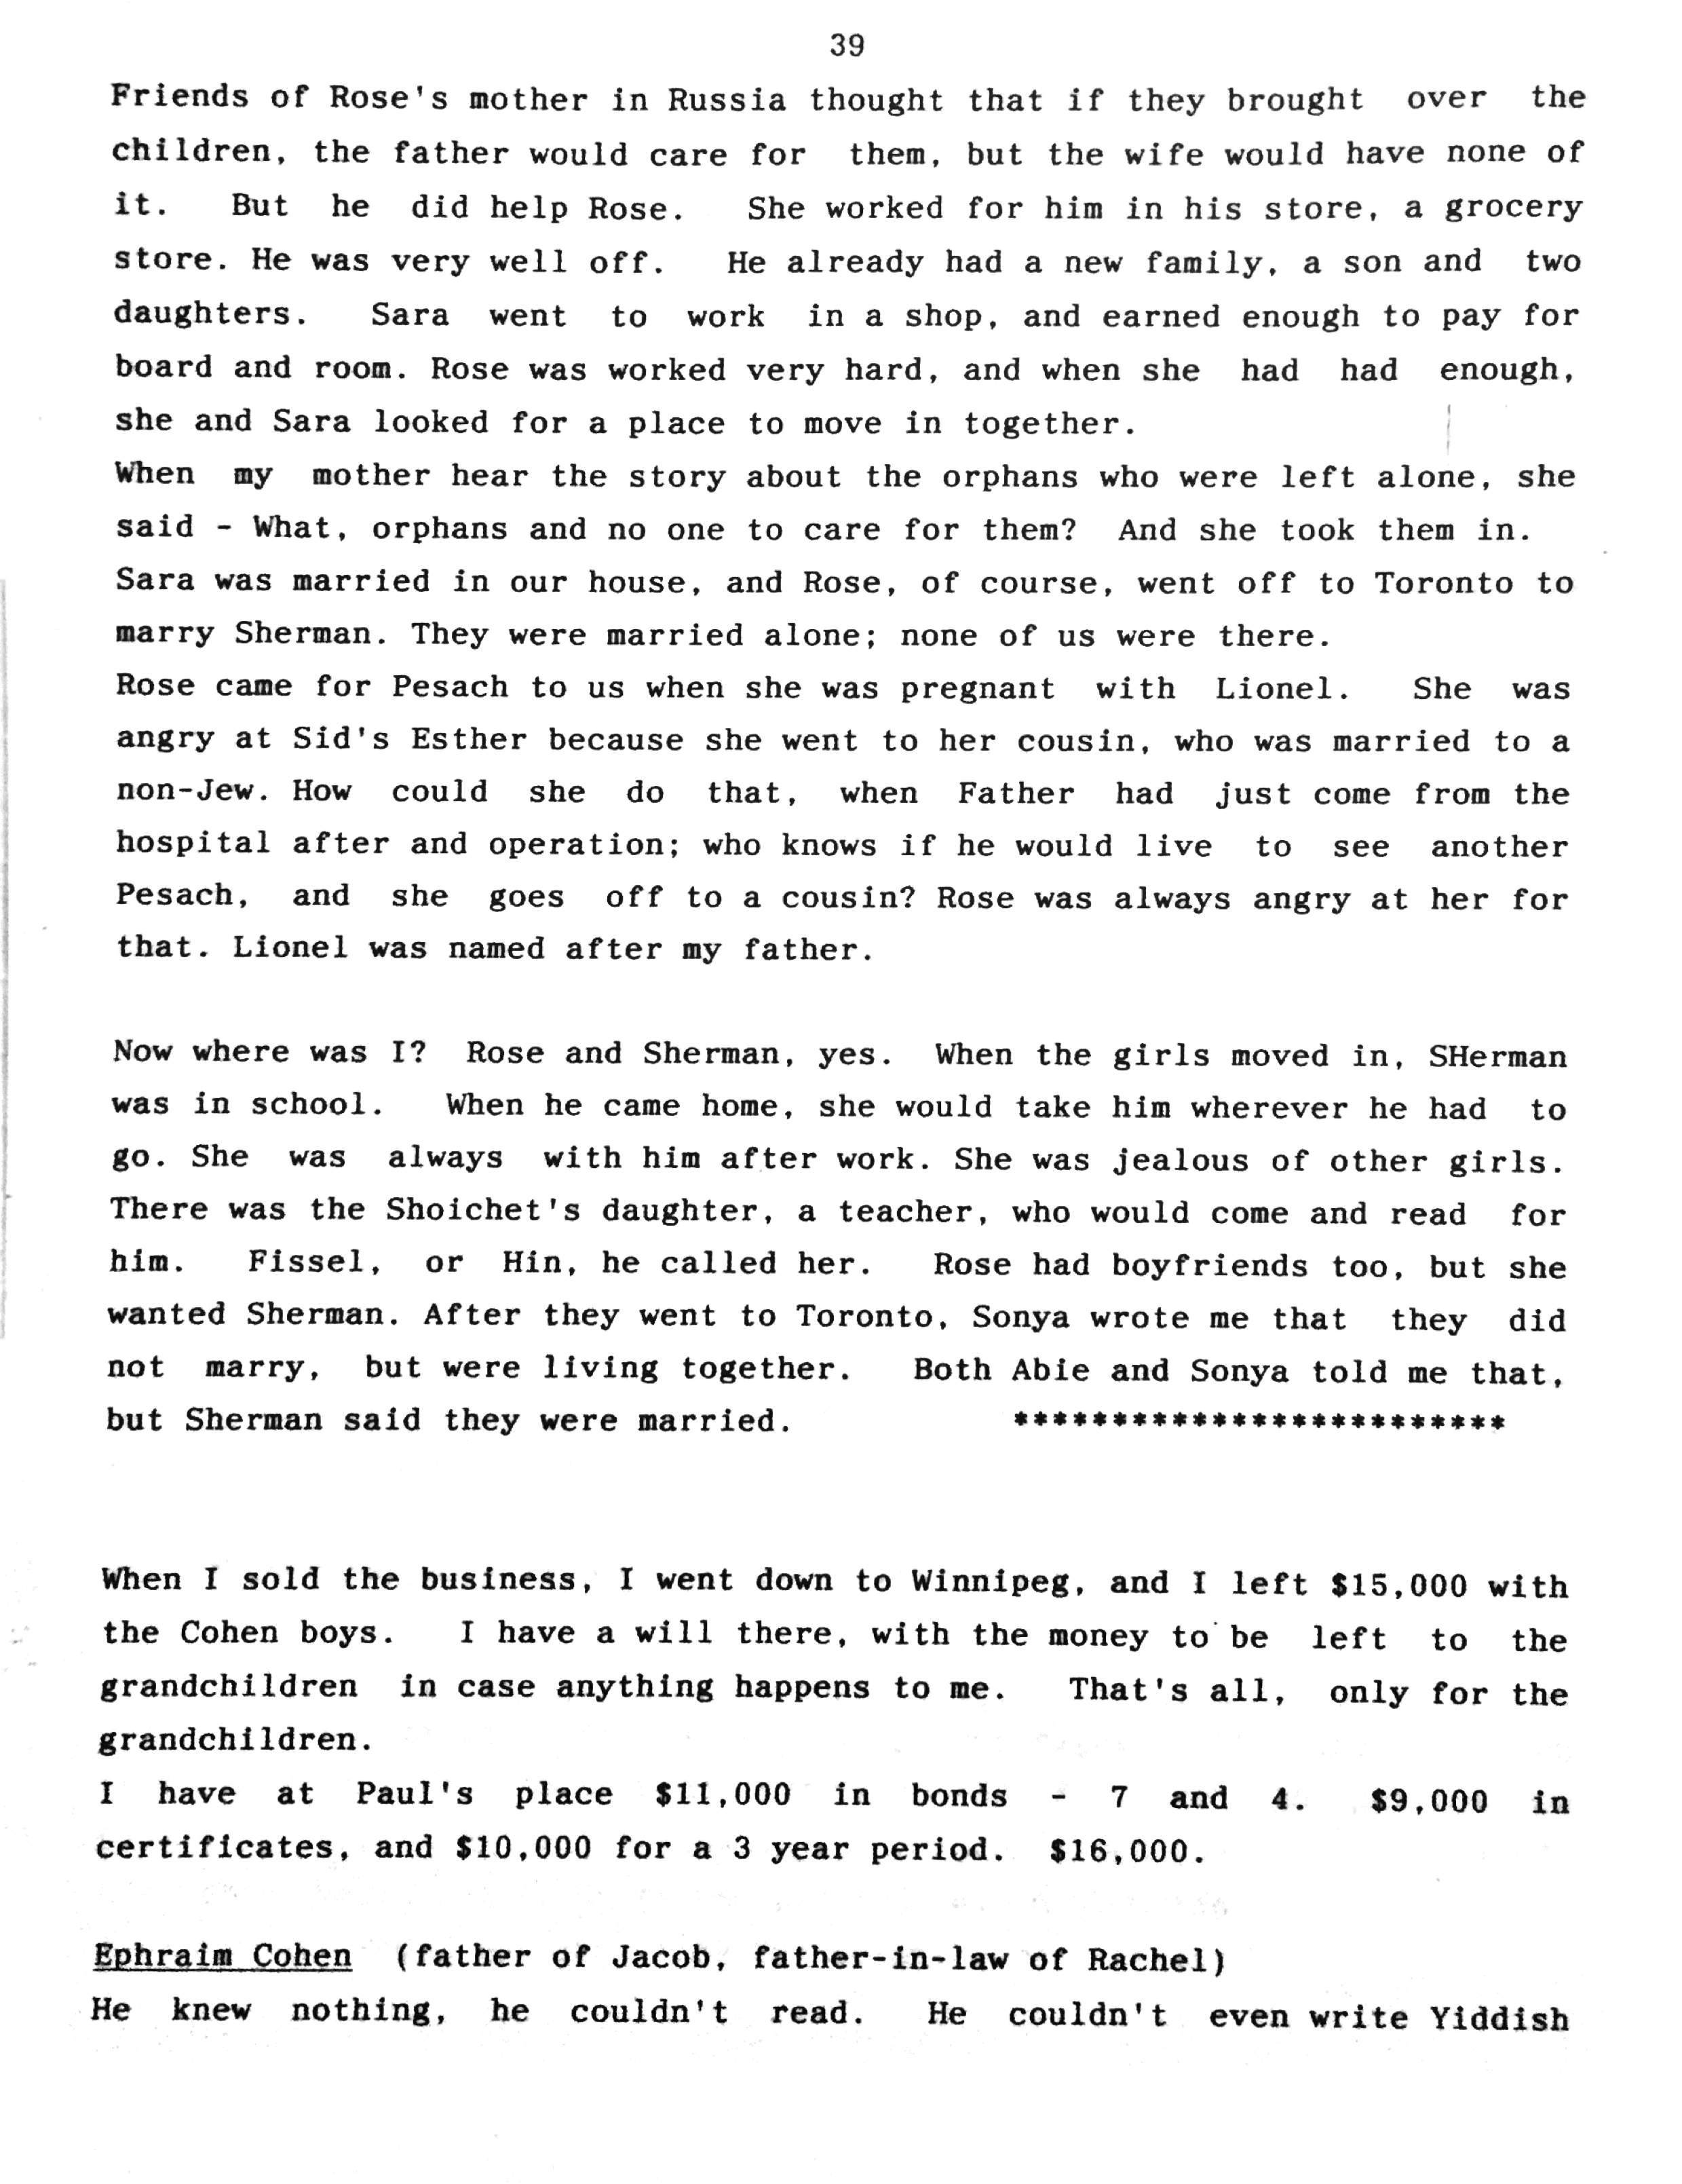 39
Friends of Rose's mother in Russia thought that if they brought over the
children, the father would care for them, but the wife would have none of
it. But he did help Rose. She worked for him in his store, a grocery
store. He was very well off. He already had a new family, a son and two
daughters. Sara went to work in a shop, and earned enough to pay for
board and room. Rose was worked very hard, and when she had had enough,
she and Sara looked for a place to move in together.
When my mother hear the story about the orphans who were left alone, she
said - What, orphans and no one to care for them? And she took them in.
Sara was married in our house, and Rose, of course, went off to Toronto to
marry Sherman. They were married alone; none of us were there.
Rose came for Pesach to us when she was pregnant with Lionel. She was
angry at Sid's Esther because she went to her cousin, who was married to a
non-Jew. How could she do that, when Father had just come from the
hospital after and operation; who knows if he would live to see another
Pesach, and she goes off to a cousin? Rose was always angry at her for
that. Lionel was named after my father.
Now where was I? Rose and Sherman, yes. When the girls moved in, SHerman
was in school. When he came home, she would take him wherever he had to
go. She was always with him after work. She was jealous of other girls.
There was the Shoichet's daughter, a teacher, who would come and read for
him. Fissel, or Hin, he called her. Rose had boyfriends too, but she
wanted Sherman. After they went to Toronto, Sonya wrote me that they did
not marry, but were living together. Both Abie and Sonya told me that,
but Sherman said they were married. *************************
When I sold the business, I went down to Winnipeg, and I left $15,000 with
the Cohen boys. I have a will there, with the money to be left to the
grandchildren in case anything happens to me. That's all, only for the
grandchildren.
I have at Paul's place $11,000 in bonds - 7 and 4. $9,000 in
certificates, and $10,000 for a 3 year period. $16,000.
Ephraim Cohen (father of Jacob, father-in-law of Rachel)
He knew nothing, he couldn't read. He couldn't even write Yiddish